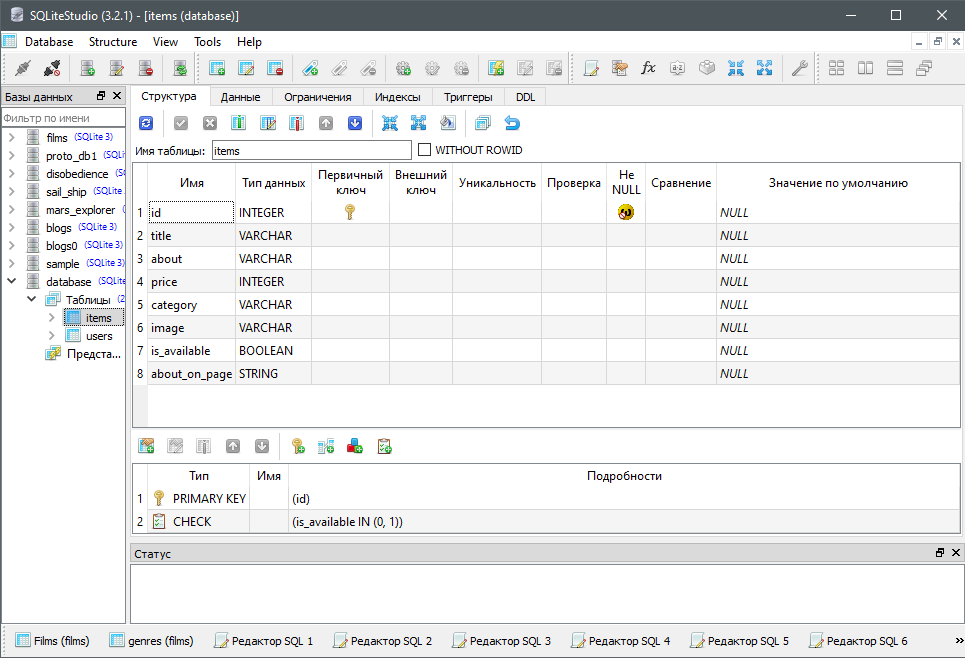 SQLiteStudio (3.2.1) - [items (database)]
Database Structure View Tools Help
Базы данных
Фильтр по имени
films (SQLite 3)
proto_db1 (SQLi
disobedience (SC
sail_ship (SQLite
mars_explorer (
blogs (SQLite 3)
blogs0 (SQLite 3)
sample (SQLite 3)
database (SQLite
Таблицы (2
items
users
Предста...
Структура Данные Ограничения Индексы Триггеры DDL
Имя таблицы: items WITHOUT ROWID
Имя Тип данных Первичный ключ Внешний ключ Уникальность Проверка Не NULL Сравнение Значение по умолчанию
1 id INTEGER NULL
2 title VARCHAR NULL
3 about VARCHAR NULL
4 price INTEGER NULL
5 category VARCHAR NULL
6 image VARCHAR NULL
7 is_available BOOLEAN NULL
8 about_on_page STRING NULL
Тип Имя Подробности
1 PRIMARY KEY (id)
2 CHECK (is_available IN (0, 1))
Статус
Films (films) genres (films) Редактор SQL 1 Редактор SQL 2 Редактор SQL 3 Редактор SQL 4 Редактор SQL 5 Редактор SQL 6 »